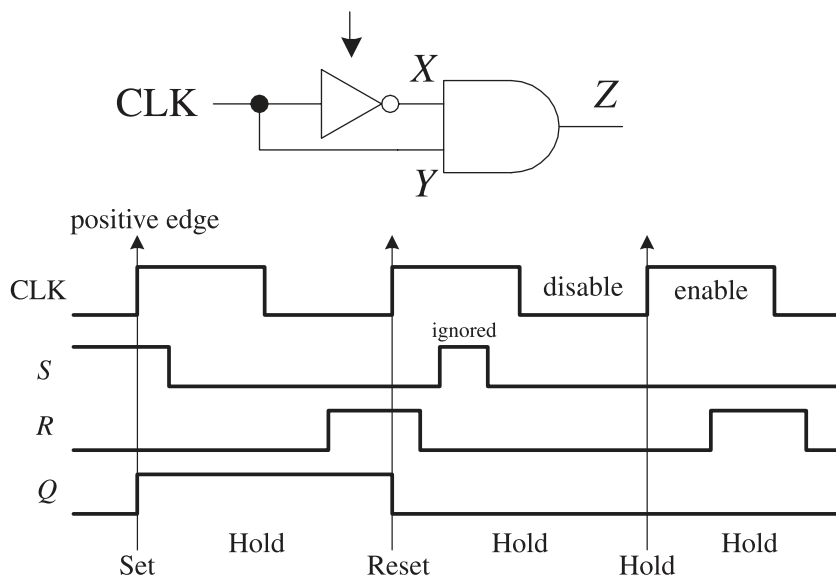 CLK
X
Y
Z
positive edge
CLK
disable
enable
ignored
S
R
Q
Hold
Hold
Hold
Set
Reset
Hold